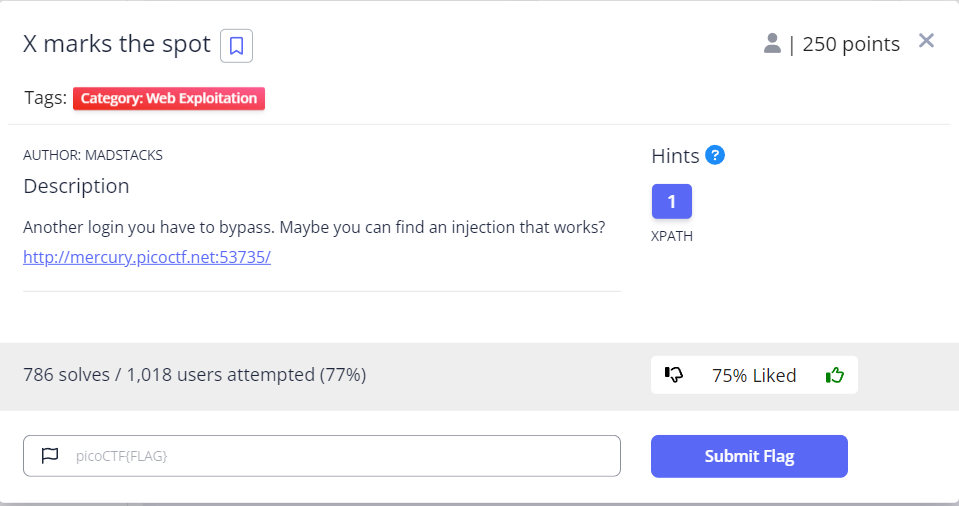 X marks the spot
| 250 points
Tags: Category: Web Exploitation
AUTHOR: MADSTACKS
Description
Another login you have to bypass. Maybe you can find an injection that works?
http://mercury.picoctf.net:53735/
Hints ?
1
XPATH
786 solves / 1,018 users attempted (77%)
75% Liked
picoCTF{FLAG}
Submit Flag